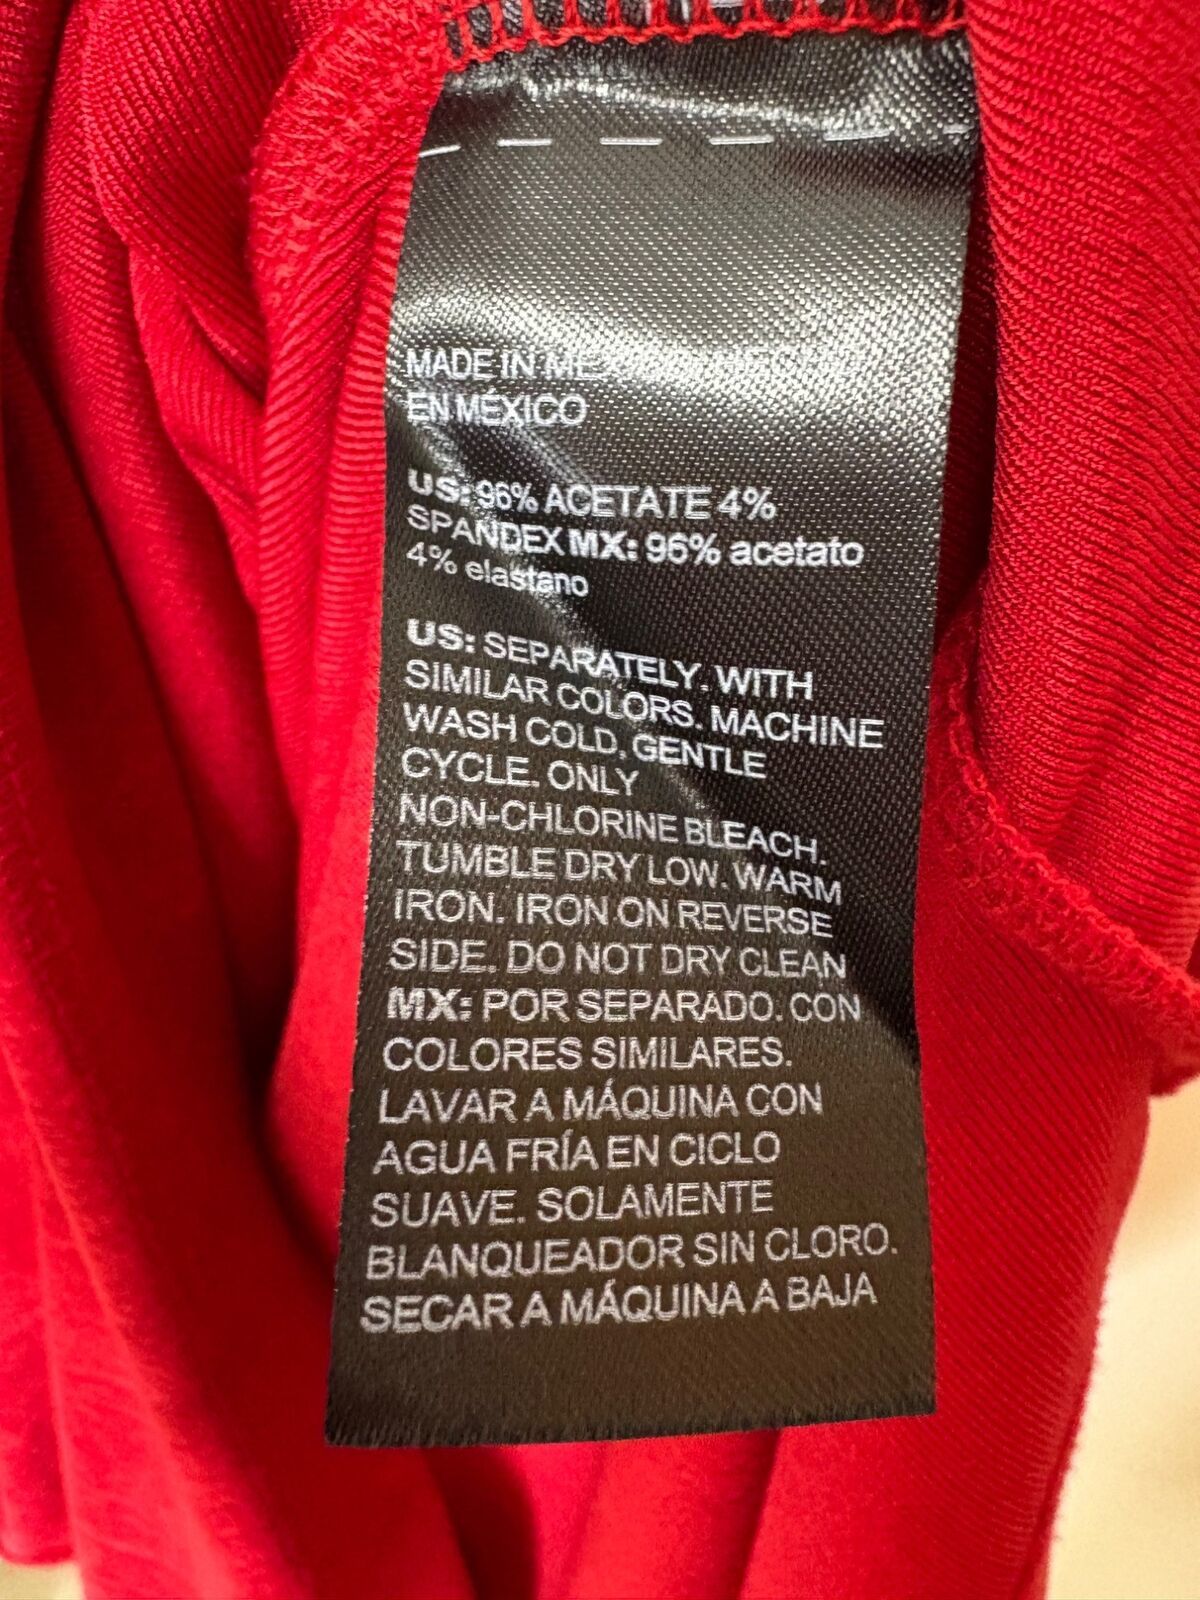 MADE IN MEXICO HECHO
EN MÉXICO
US: 96% ACETATE 4%
SPANDEX MX: 96% acetato
4% elastano
US: SEPARATELY. WITH
SIMILAR COLORS. MACHINE
WASH COLD, GENTLE
CYCLE. ONLY
NON-CHLORINE BLEACH.
TUMBLE DRY LOW. WARM
IRON. IRON ON REVERSE
SIDE. DO NOT DRY CLEAN
MX: POR SEPARADO. CON
COLORES SIMILARES.
LAVAR A MÁQUINA CON
AGUA FRÍA EN CICLO
SUAVE. SOLAMENTE
BLANQUEADOR SIN CLORO.
SECAR A MÁQUINA A BAJA